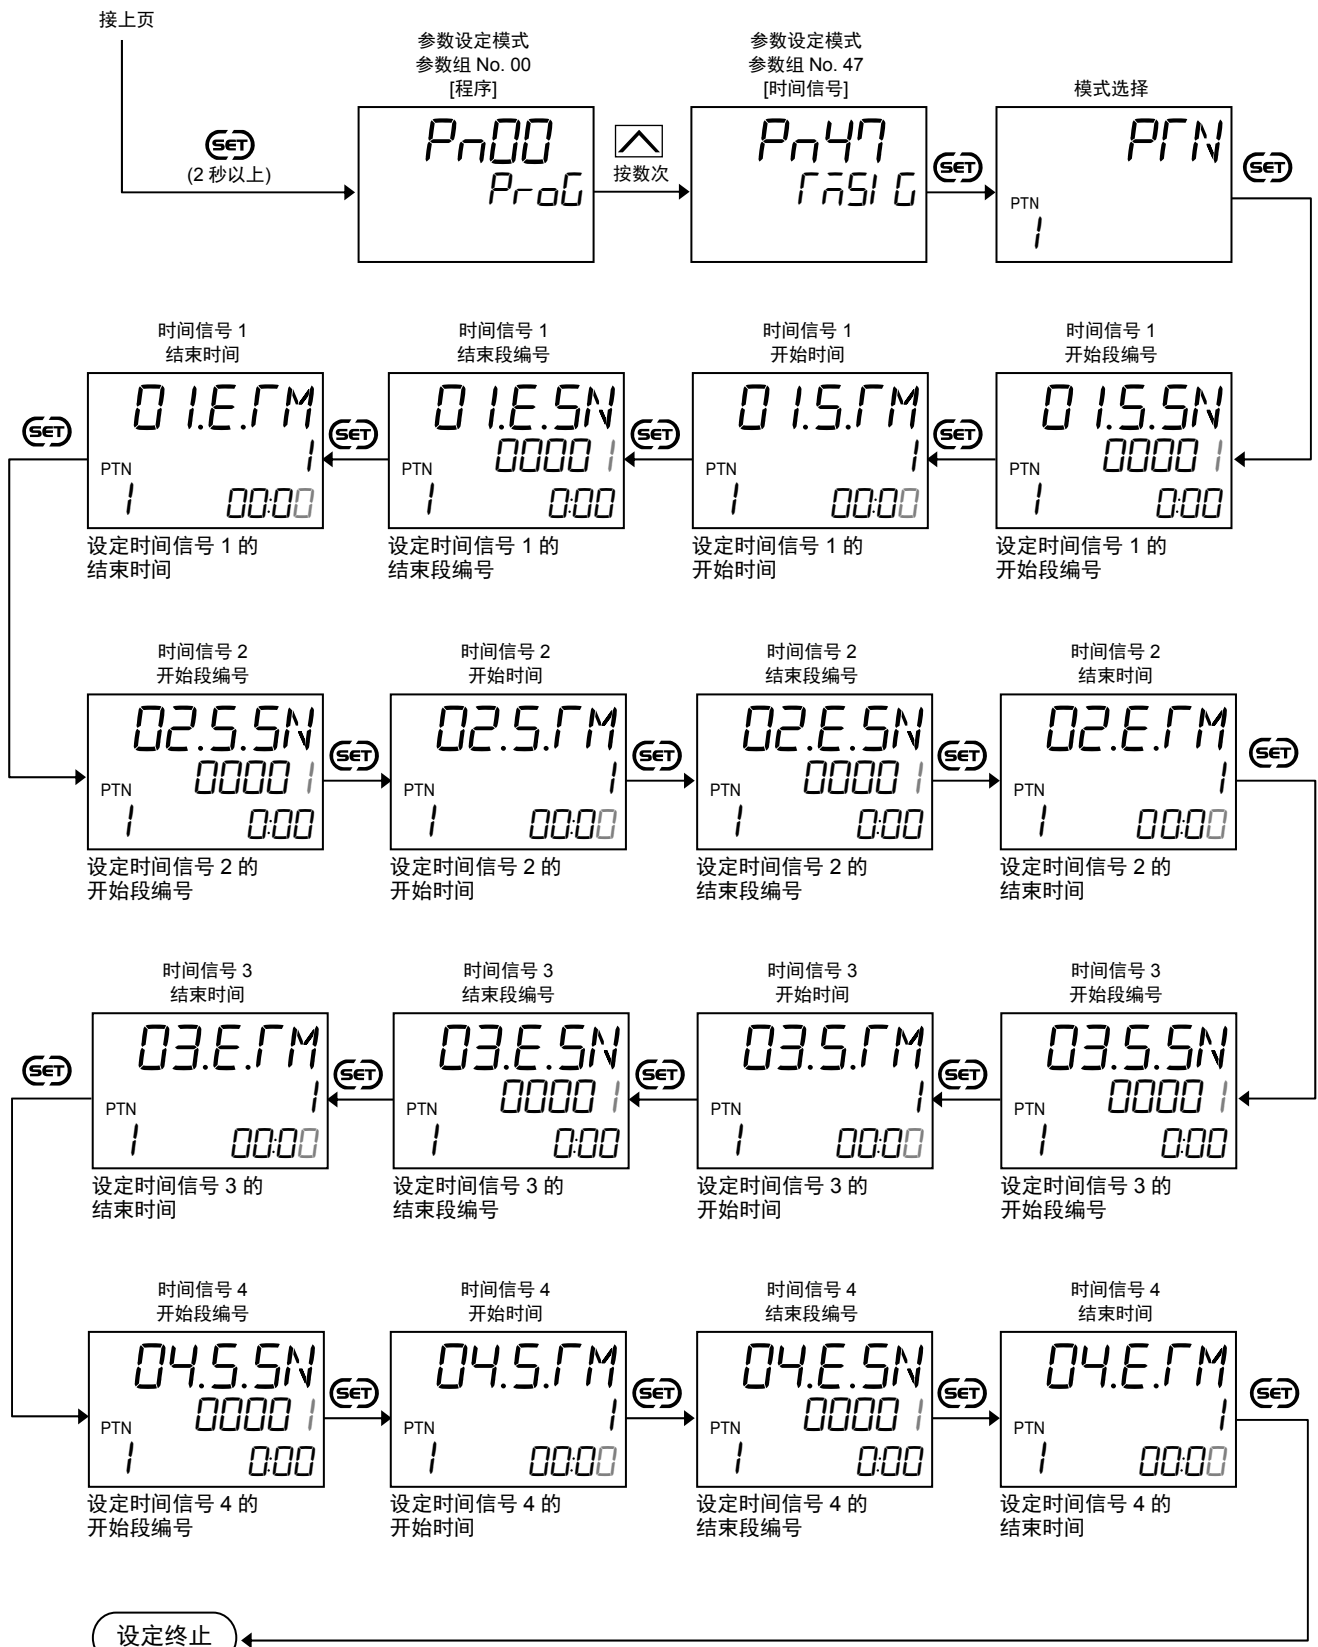 接上页
SET
(2 秒以上)
参数设定模式
参数组 No. 00
[程序]
Pn00
ProG
按数次
参数设定模式
参数组 No. 47
[时间信号]
Pn47
TmSIG
SET
模式选择
PTN
PTN
1
SET
时间信号 1
开始段编号
01.S.SN
00001
PTN
1
0:00
设定时间信号 1 的
开始段编号
SET
时间信号 1
开始时间
01.S.TM
1
PTN
1
00:00
设定时间信号 1 的
开始时间
SET
时间信号 1
结束段编号
01.E.SN
00001
PTN
1
0:00
设定时间信号 1 的
结束段编号
SET
时间信号 1
结束时间
01.E.TM
1
PTN
1
00:00
设定时间信号 1 的
结束时间
SET
时间信号 2
开始段编号
02.S.SN
00001
PTN
1
0:00
设定时间信号 2 的
开始段编号
SET
时间信号 2
开始时间
02.S.TM
1
PTN
1
00:00
设定时间信号 2 的
开始时间
SET
时间信号 2
结束段编号
02.E.SN
00001
PTN
1
0:00
设定时间信号 2 的
结束段编号
SET
时间信号 2
结束时间
02.E.TM
1
PTN
1
00:00
设定时间信号 2 的
结束时间
SET
时间信号 3
开始段编号
03.S.SN
00001
PTN
1
0:00
设定时间信号 3 的
开始段编号
SET
时间信号 3
开始时间
03.S.TM
1
PTN
1
00:00
设定时间信号 3 的
开始时间
SET
时间信号 3
结束段编号
03.E.SN
00001
PTN
1
0:00
设定时间信号 3 的
结束段编号
SET
时间信号 3
结束时间
03.E.TM
1
PTN
1
00:00
设定时间信号 3 的
结束时间
SET
时间信号 4
开始段编号
04.S.SN
00001
PTN
1
0:00
设定时间信号 4 的
开始段编号
SET
时间信号 4
开始时间
04.S.TM
1
PTN
1
00:00
设定时间信号 4 的
开始时间
SET
时间信号 4
结束段编号
04.E.SN
00001
PTN
1
0:00
设定时间信号 4 的
结束段编号
SET
时间信号 4
结束时间
04.E.TM
1
PTN
1
00:00
设定时间信号 4 的
结束时间
SET
设定终止